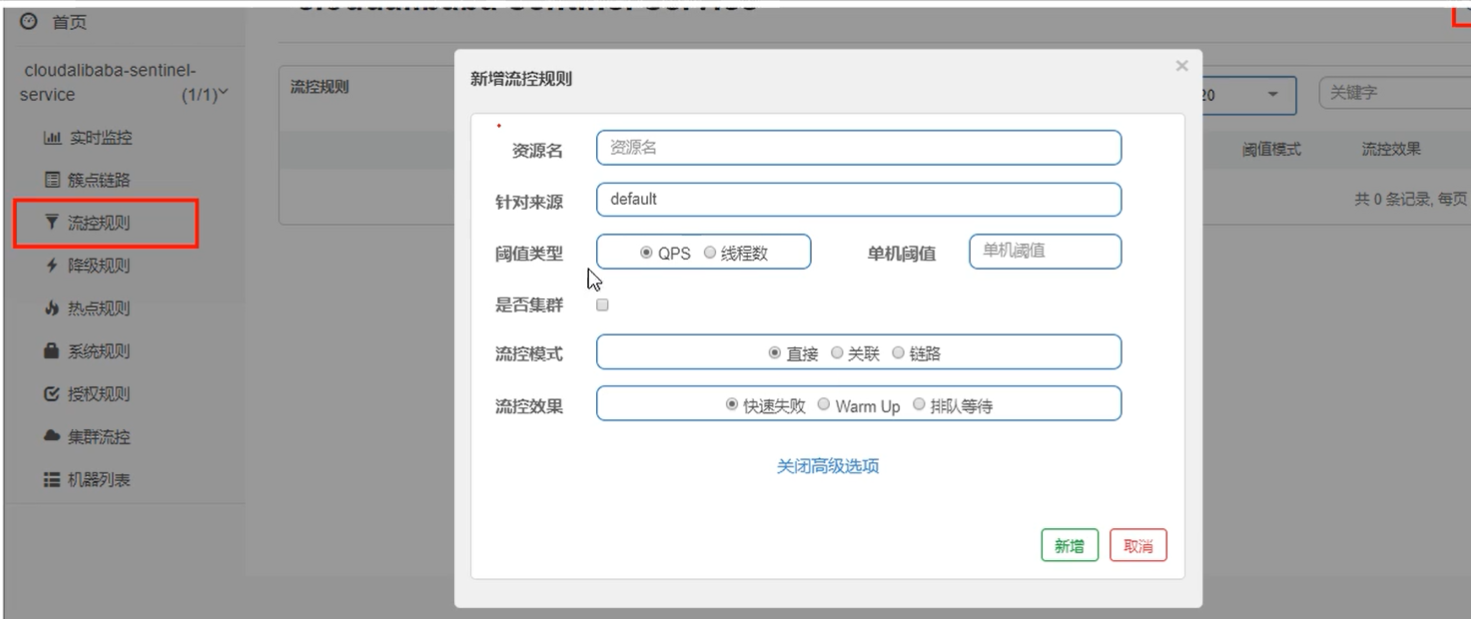 cloudalibaba-sentinel-service
首页
cloudalibaba-sentinel-
service (1/1)
实时监控
簇点链路
流控规则
降级规则
热点规则
系统规则
授权规则
集群流控
机器列表
流控规则
20
关键字
阈值模式 流控效果
共 0 条记录, 每页
新增流控规则 ×
资源名 资源名
针对来源 default
阈值类型 QPS 线程数 单机阈值 单机阈值
是否集群
流控模式 直接 关联 链路
流控效果 快速失败 Warm Up 排队等待
关闭高级选项
新增 取消